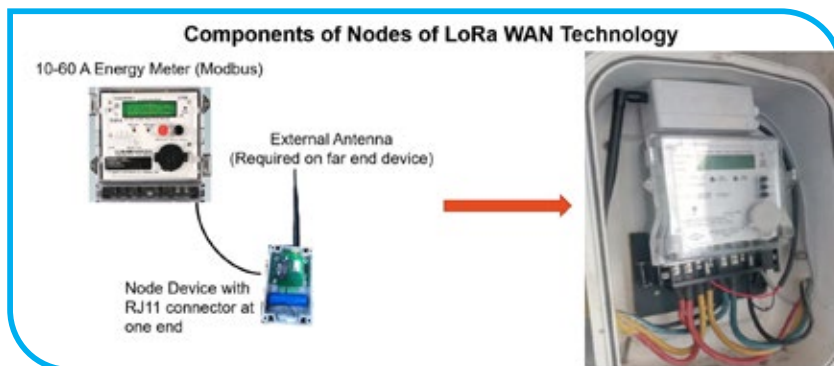 Components of Nodes of LoRa WAN Technology
10-60 A Energy Meter (Modbus)
External Antenna
(Required on far end device)
Node Device with
RJ11 connector at
one end